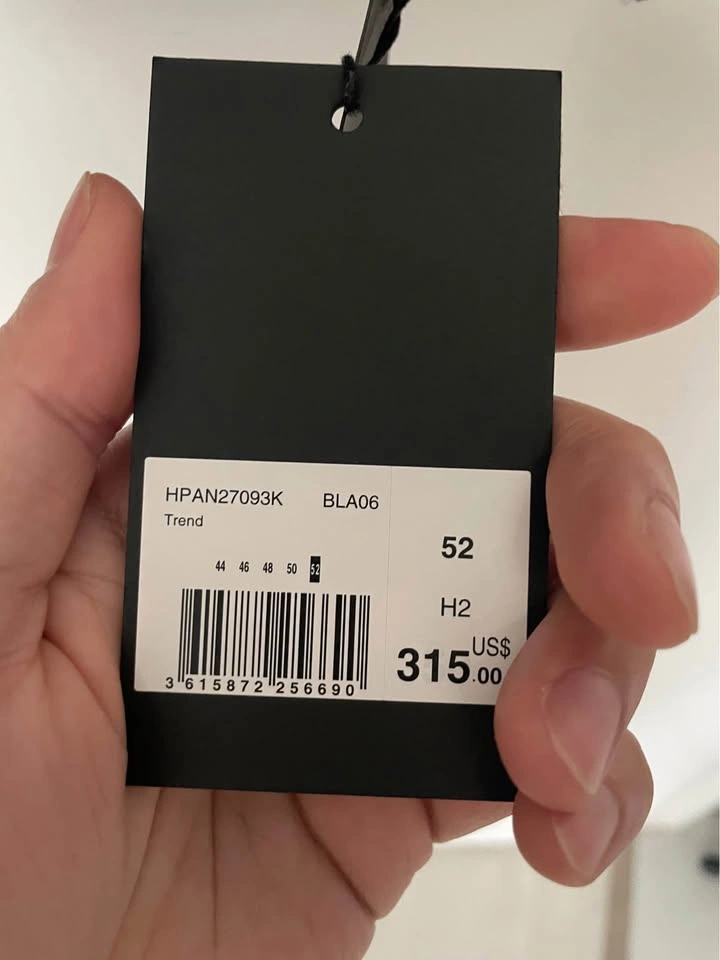 HPAN27093K BLA06
Trend
44 46 48 50 52
3 615872 256690
52
H2
315.00 US$